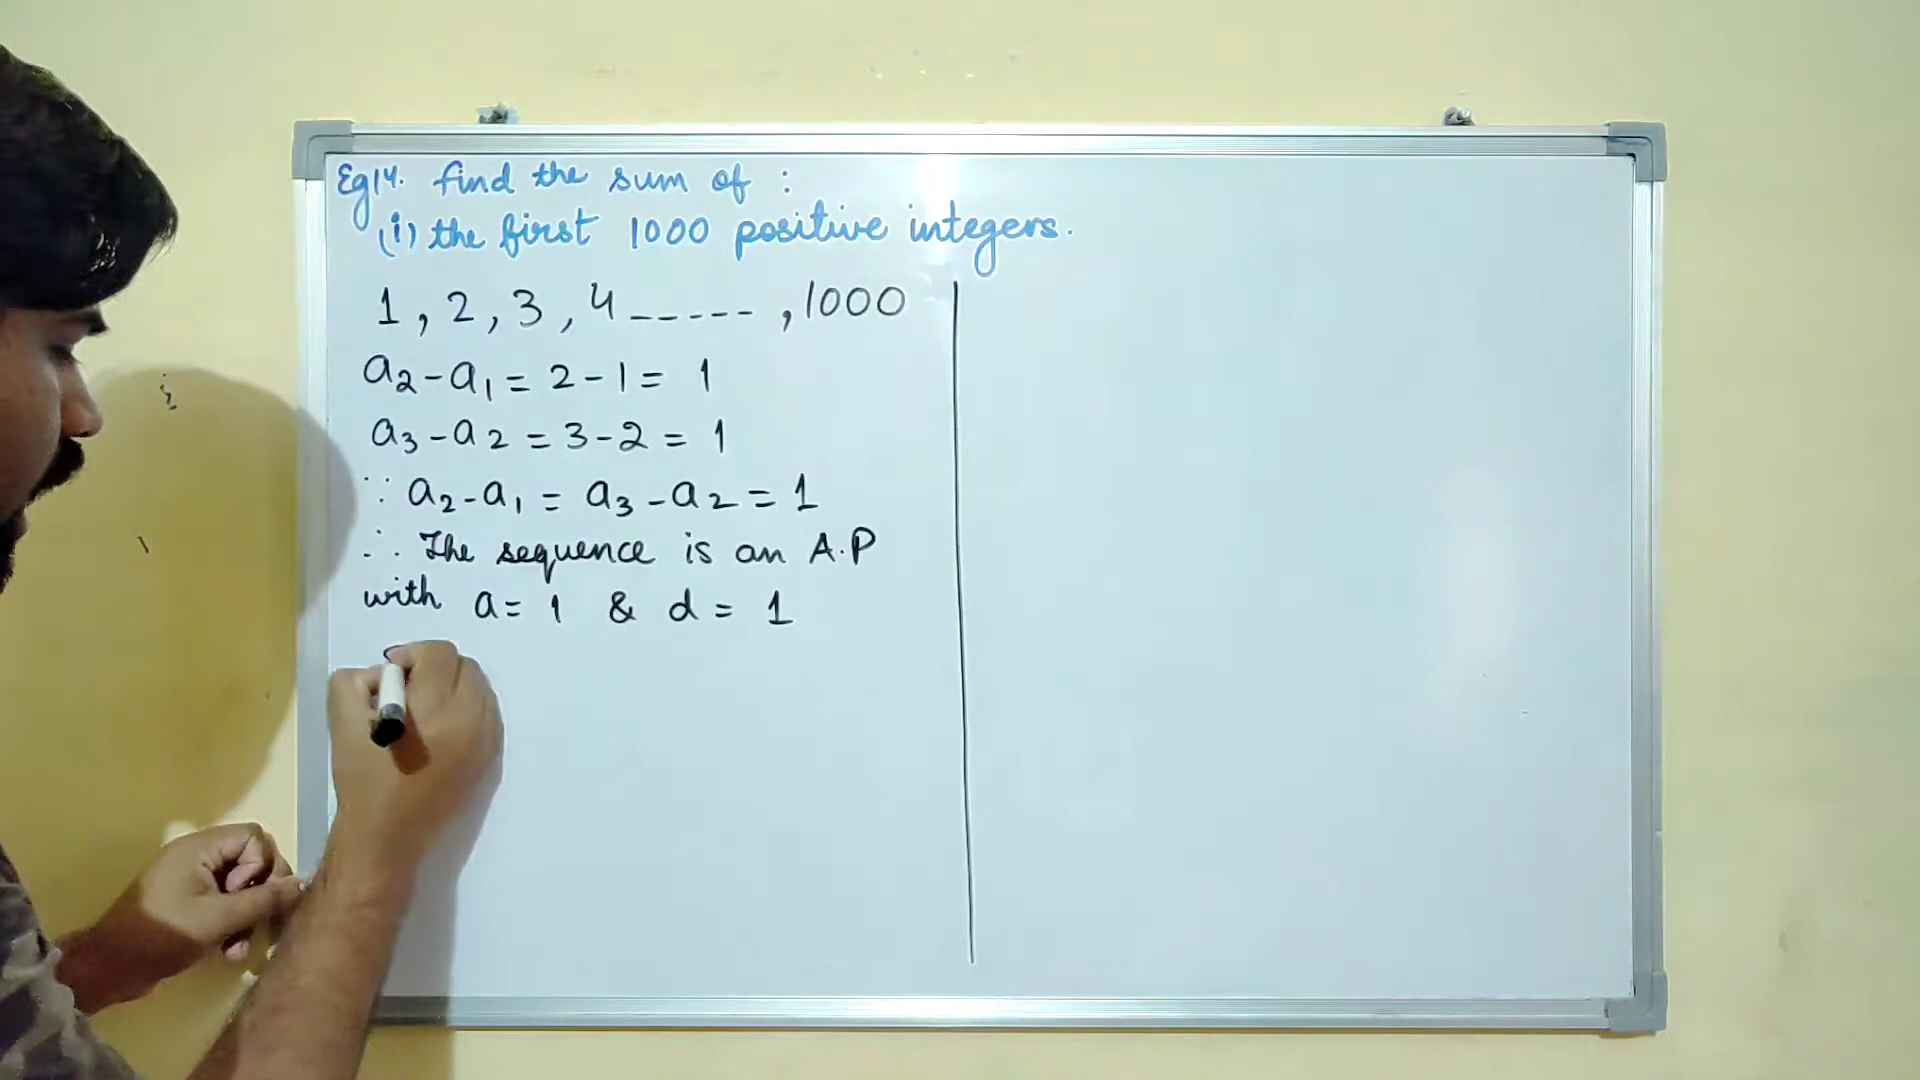 Eg14. find the sum of :
(i) the first 1000 positive integers.
1, 2, 3, 4 _ _ _ _ _ , 1000
a₂-a₁ = 2-1 = 1
a₃-a₂ = 3-2 = 1
∵ a₂-a₁ = a₃-a₂ = 1
∴ The sequence is an A.P
with a= 1 & d = 1